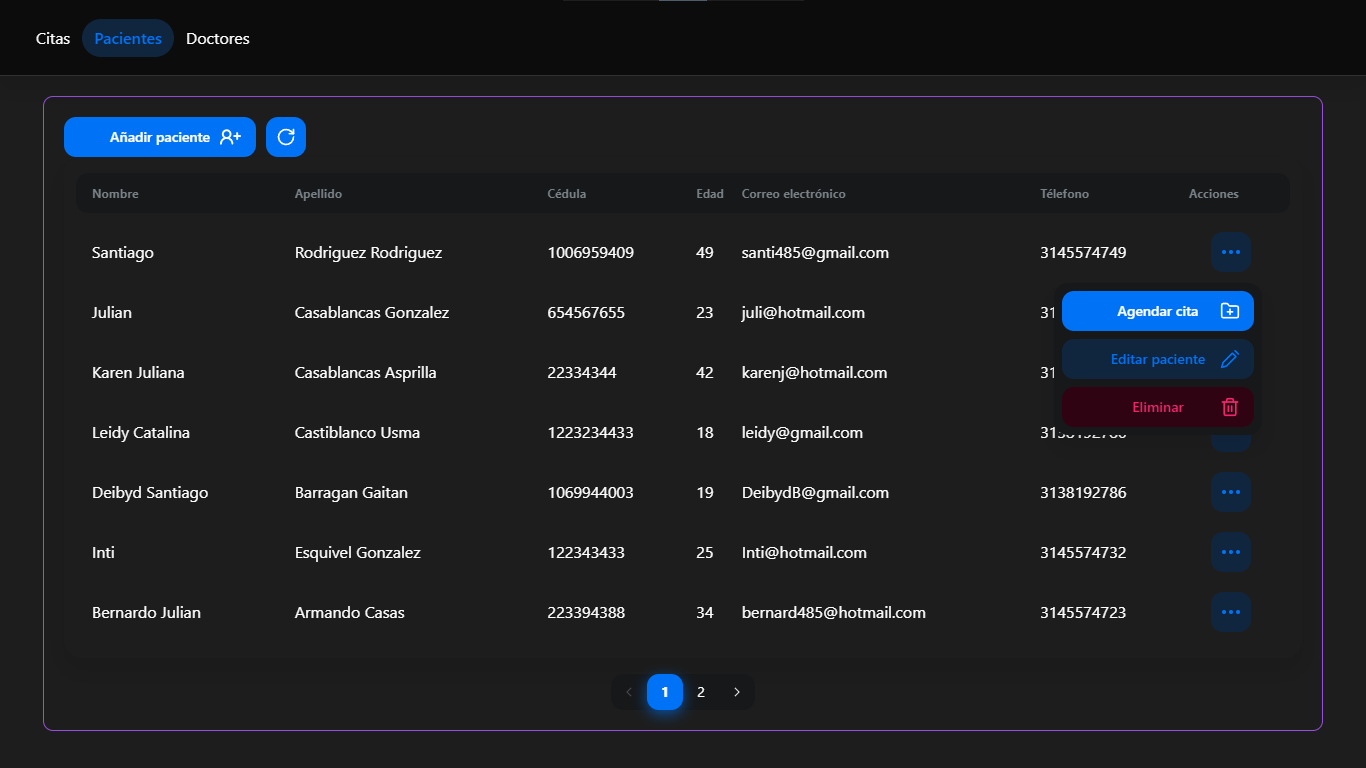 Citas Pacientes Doctores
Añadir paciente
Nombre Apellido Cédula Edad Correo electrónico Télefono Acciones
Santiago Rodriguez Rodriguez 1006959409 49 santi485@gmail.com 3145574749
Julian Casablancas Gonzalez 654567655 23 juli@hotmail.com 31
Agendar cita
Editar paciente
Karen Juliana Casablancas Asprilla 22334344 42 karenj@hotmail.com 31
Eliminar
Leidy Catalina Castiblanco Usma 1223234433 18 leidy@gmail.com
Deibyd Santiago Barragan Gaitan 1069944003 19 DeibydB@gmail.com 3138192786
Inti Esquivel Gonzalez 122343433 25 Inti@hotmail.com 3145574732
Bernardo Julian Armando Casas 223394388 34 bernard485@hotmail.com 3145574723
1 2